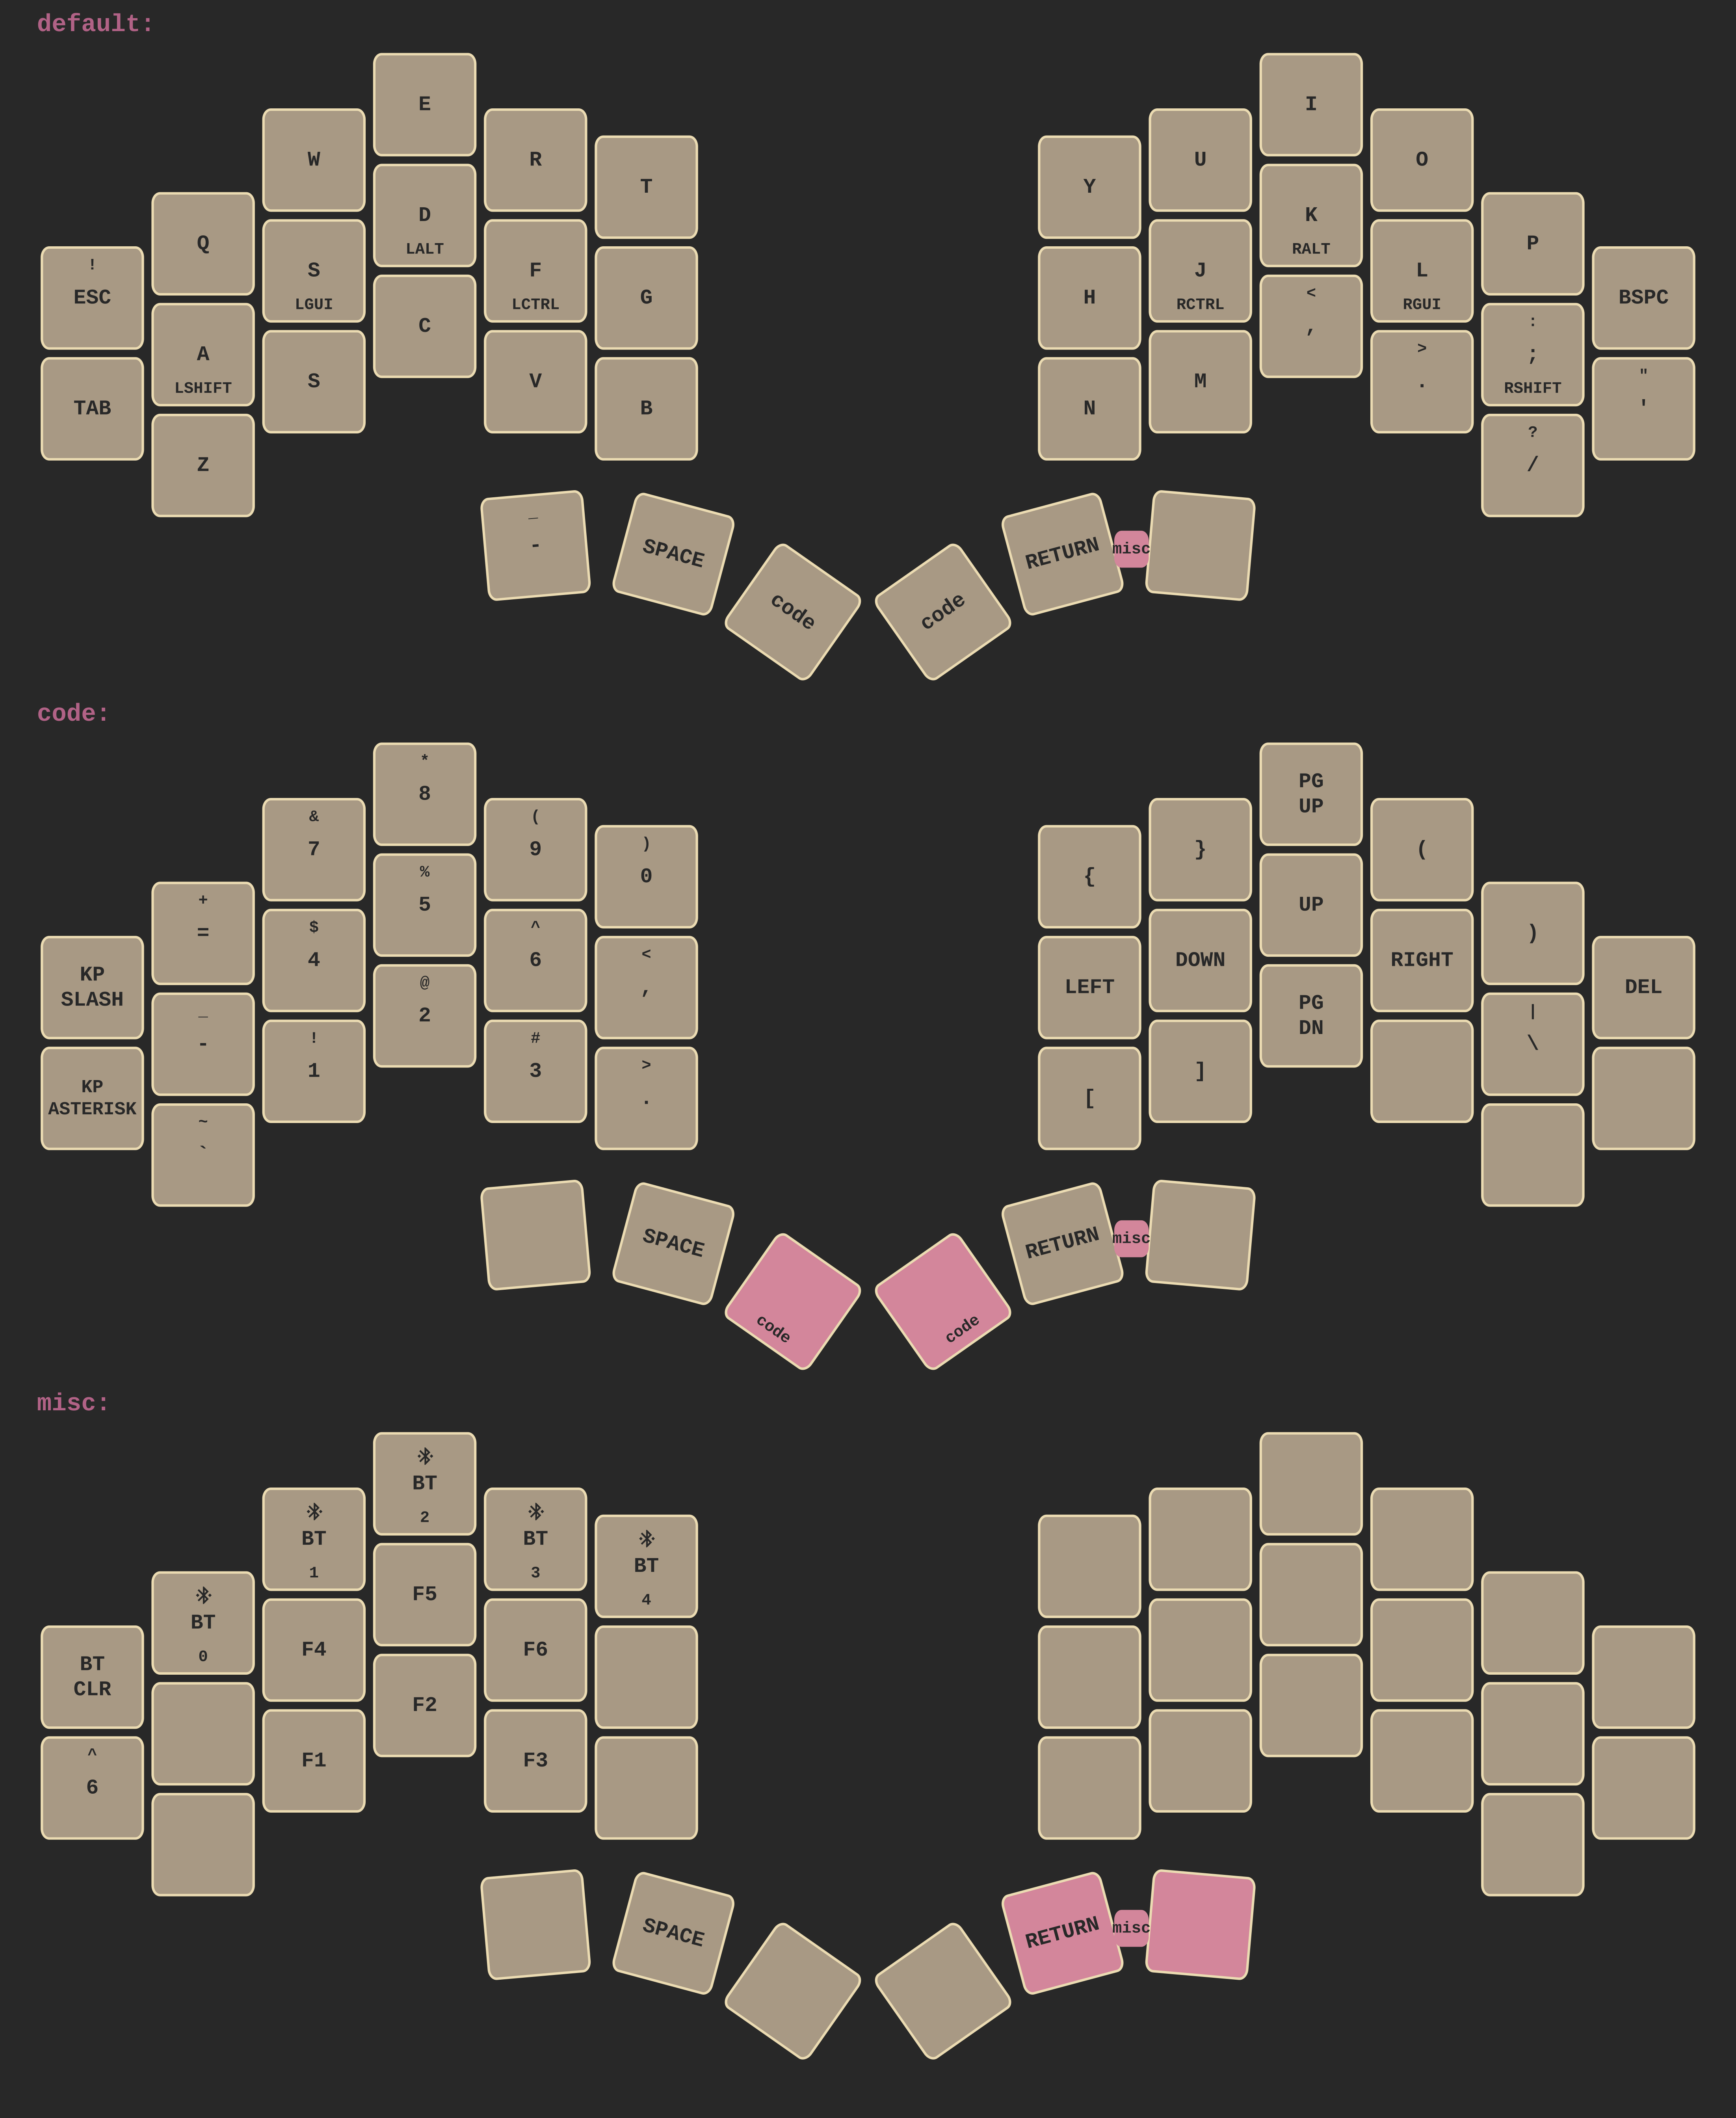 default:
E
I
W
R
U
O
T
Y
D
LALT
K
RALT
Q
P
S
LGUI
F
LCTRL
J
RCTRL
L
RGUI
!
ESC
G
H
BSPC
C
<
,
A
LSHIFT
:
;
RSHIFT
S
V
M
>
.
TAB
B
N
"
'
Z
?
/
_
-
SPACE
code
code
RETURN
misc
code:
*
8
PG
UP
&
7
(
9
}
(
)
0
{
%
5
UP
+
=
)
$
4
^
6
DOWN
RIGHT
KP
SLASH
<
,
LEFT
DEL
@
2
PG
DN
_
-
|
\
!
1
#
3
]
KP
ASTERISK
>
.
[
~
`
SPACE
code
code
RETURN
misc
misc:
BT
2
BT
1
BT
3
BT
4
F5
BT
0
F4
F6
BT
CLR
F2
F1
F3
^
6
SPACE
RETURN
misc